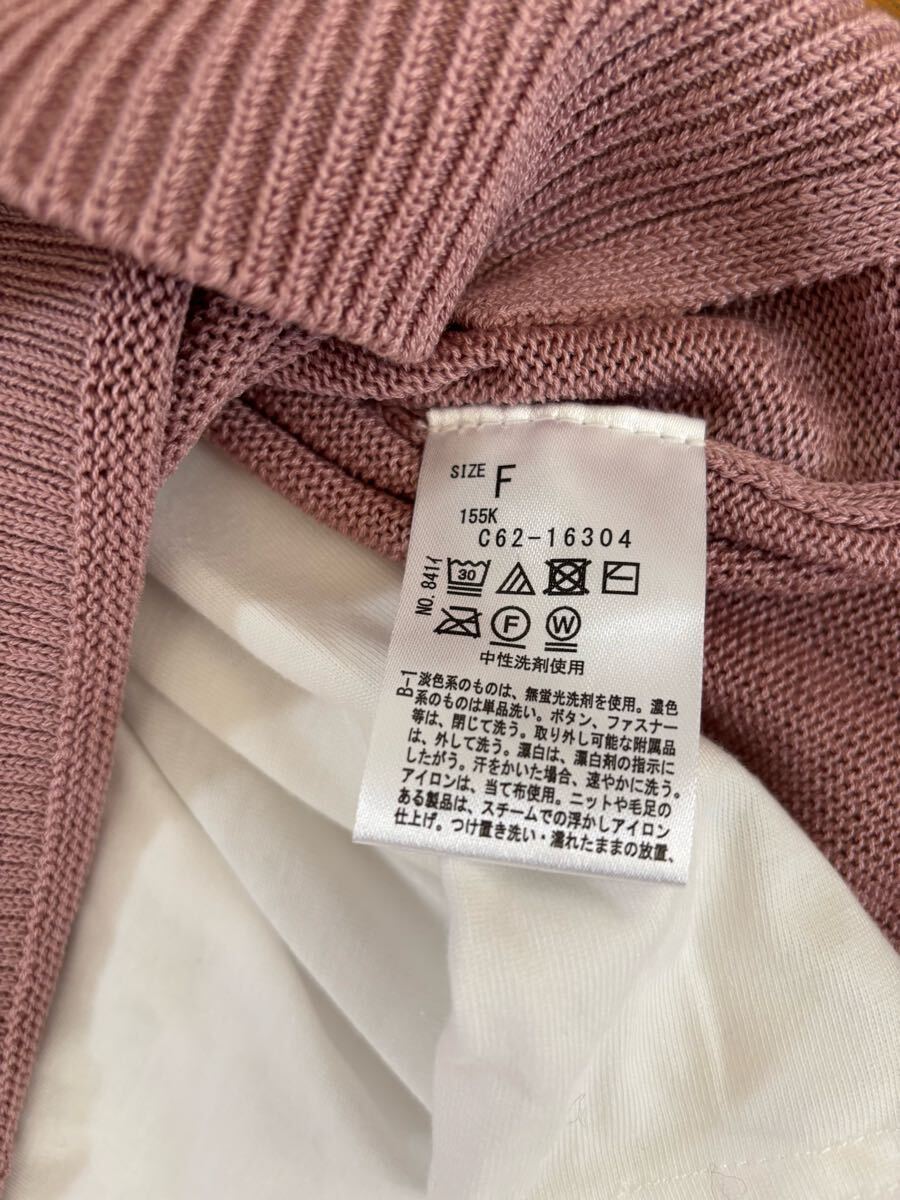 SIZE F
155K
C62-16304
NO.841イ
30
F W
中性洗剤使用
B-1
淡色系のものは、無蛍光洗剤を使用。濃色
系のものは単品洗い。ボタン、ファスナー
等は、閉じて洗う。取り外し可能な附属品
は、外して洗う。漂白は、漂白剤の指示に
したがう。汗をかいた場合、速やかに洗う。
アイロンは、当て布使用。ニットや毛足の
ある製品は、スチームでの浮かしアイロン
仕上げ。つけ置き洗い・濡れたままの放置、